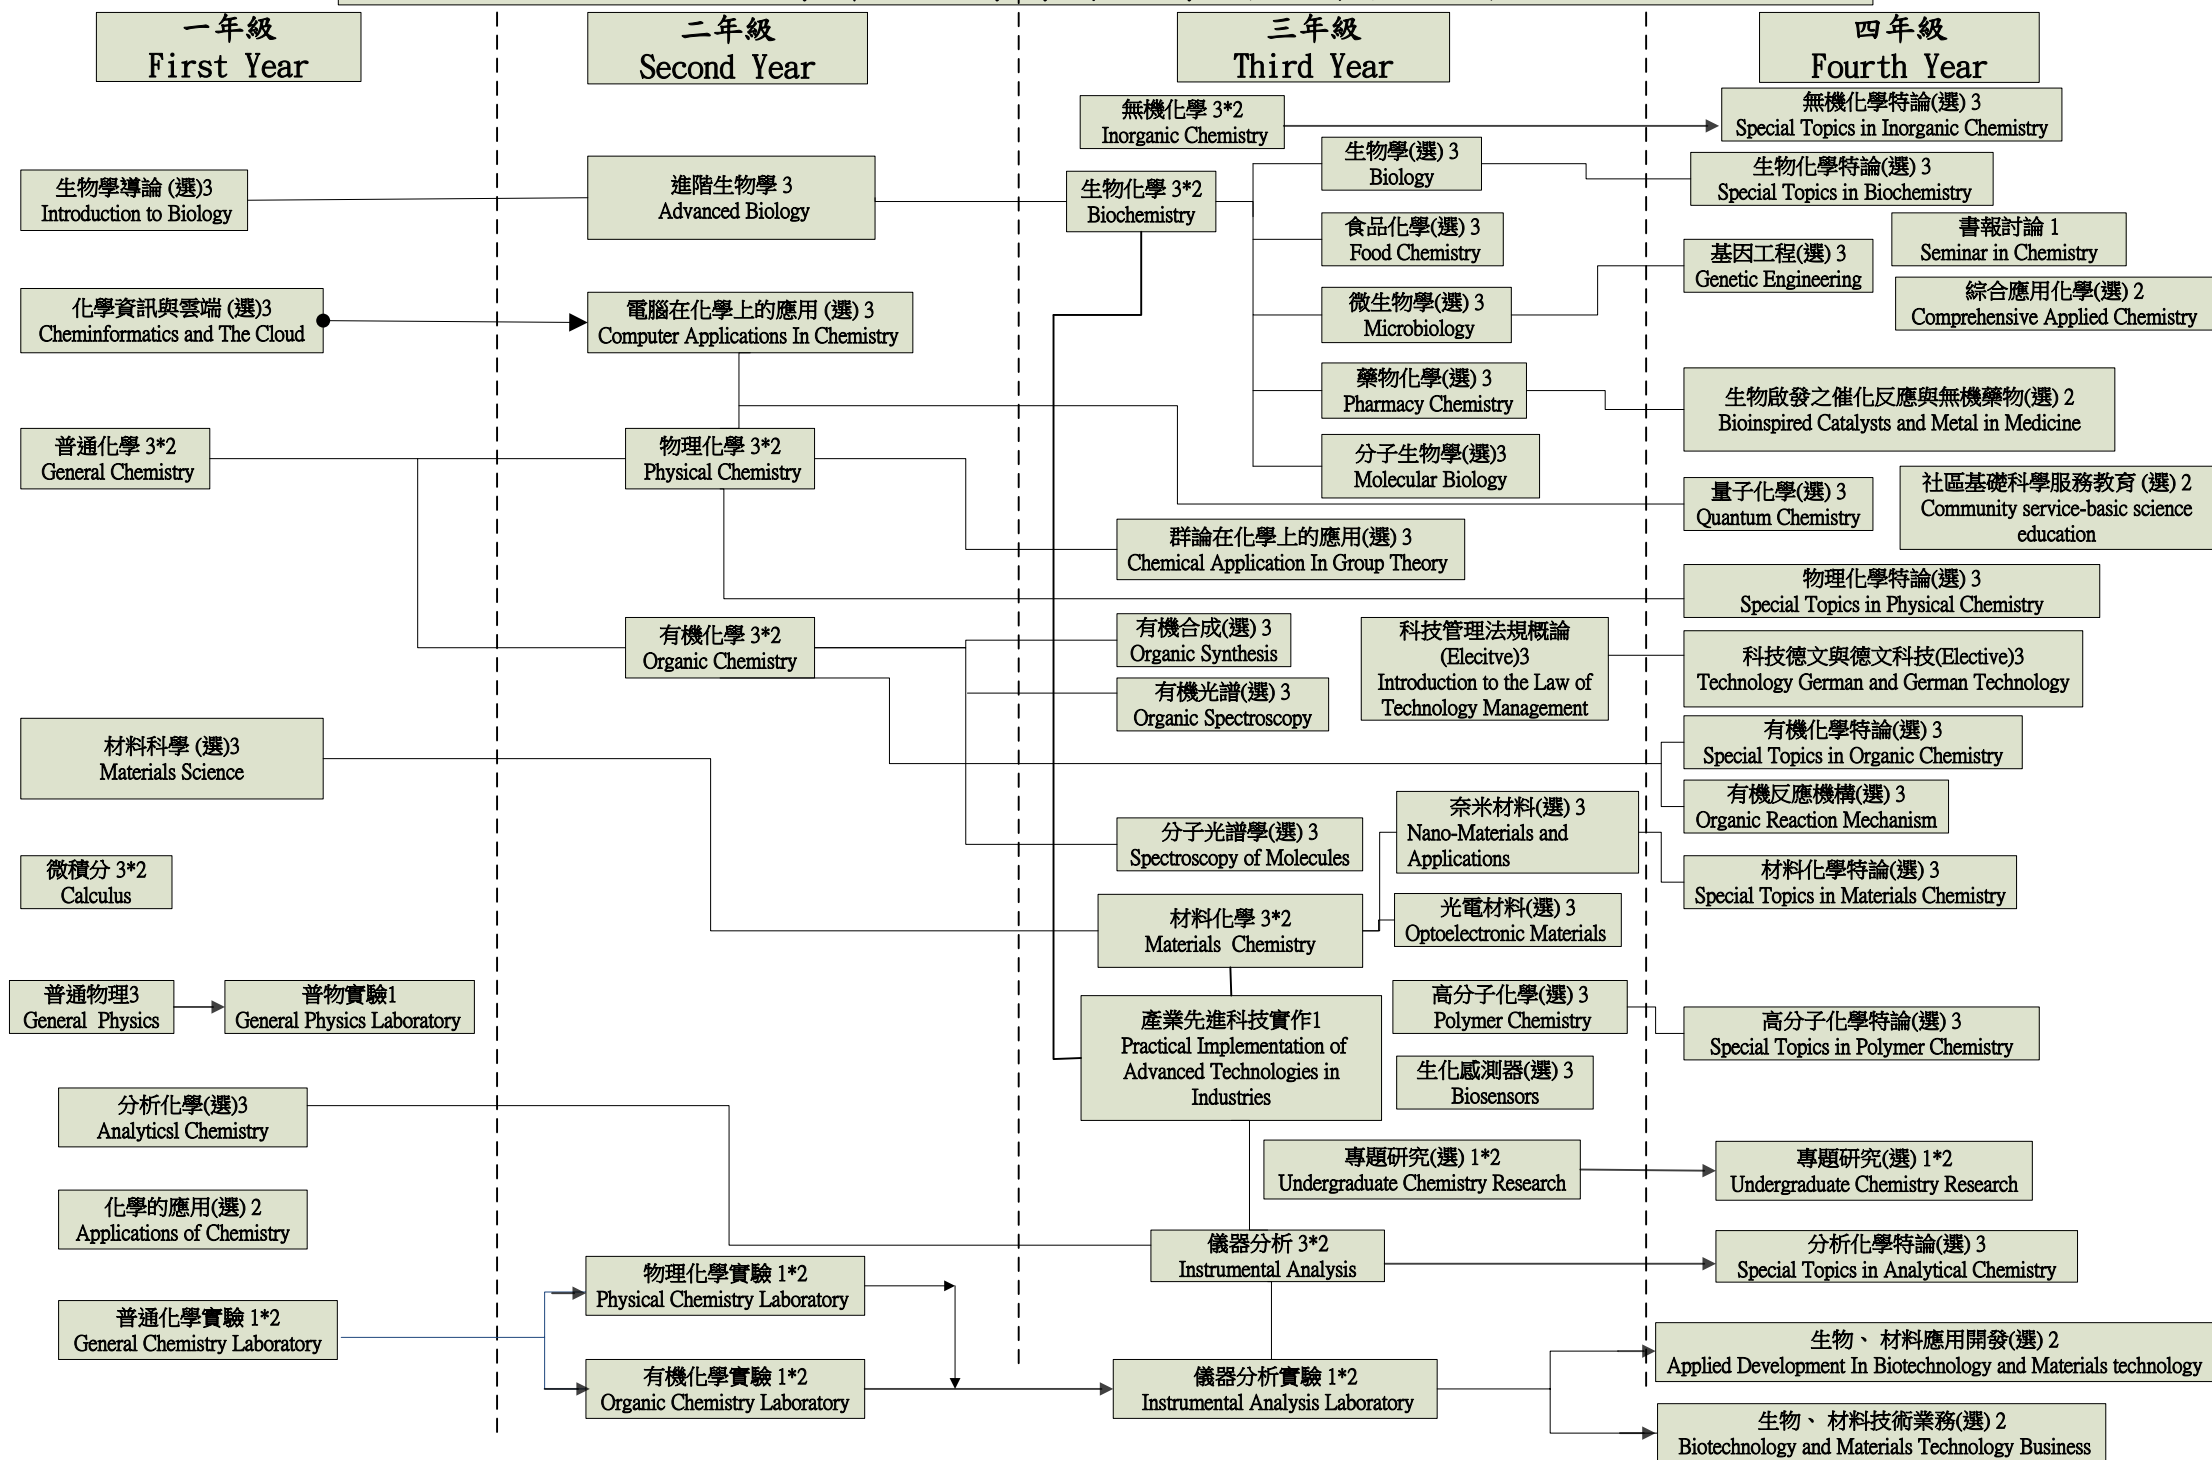 一年級
First Year
二年級
Second Year
三年級
Third Year
四年級
Fourth Year
生物學導論 (選)3
Introduction to Biology
化學資訊與雲端 (選)3
Cheminformatics and The Cloud
普通化學 3*2
General Chemistry
材料科學 (選)3
Materials Science
微積分 3*2
Calculus
普通物理3
General Physics
普物實驗1
General Physics Laboratory
分析化學(選)3
Analyticsl Chemistry
化學的應用(選) 2
Applications of Chemistry
普通化學實驗 1*2
General Chemistry Laboratory
進階生物學 3
Advanced Biology
電腦在化學上的應用 (選) 3
Computer Applications In Chemistry
物理化學 3*2
Physical Chemistry
有機化學 3*2
Organic Chemistry
物理化學實驗 1*2
Physical Chemistry Laboratory
有機化學實驗 1*2
Organic Chemistry Laboratory
無機化學 3*2
Inorganic Chemistry
生物化學 3*2
Biochemistry
生物學(選) 3
Biology
食品化學(選) 3
Food Chemistry
微生物學(選) 3
Microbiology
藥物化學(選) 3
Pharmacy Chemistry
分子生物學(選)3
Molecular Biology
群論在化學上的應用(選) 3
Chemical Application In Group Theory
有機合成(選) 3
Organic Synthesis
有機光譜(選) 3
Organic Spectroscopy
科技管理法規概論
(Elecitve)3
Introduction to the Law of
Technology Management
分子光譜學(選) 3
Spectroscopy of Molecules
奈米材料(選) 3
Nano-Materials and
Applications
材料化學 3*2
Materials Chemistry
光電材料(選) 3
Optoelectronic Materials
產業先進科技實作1
Practical Implementation of
Advanced Technologies in
Industries
高分子化學(選) 3
Polymer Chemistry
生化感測器(選) 3
Biosensors
專題研究(選) 1*2
Undergraduate Chemistry Research
儀器分析 3*2
Instrumental Analysis
儀器分析實驗 1*2
Instrumental Analysis Laboratory
無機化學特論(選) 3
Special Topics in Inorganic Chemistry
生物化學特論(選) 3
Special Topics in Biochemistry
書報討論 1
Seminar in Chemistry
基因工程(選) 3
Genetic Engineering
綜合應用化學(選) 2
Comprehensive Applied Chemistry
生物啟發之催化反應與無機藥物(選) 2
Bioinspired Catalysts and Metal in Medicine
量子化學(選) 3
Quantum Chemistry
社區基礎科學服務教育 (選) 2
Community service-basic science
education
物理化學特論(選) 3
Special Topics in Physical Chemistry
科技德文與德文科技(Elective)3
Technology German and German Technology
有機化學特論(選) 3
Special Topics in Organic Chemistry
有機反應機構(選) 3
Organic Reaction Mechanism
材料化學特論(選) 3
Special Topics in Materials Chemistry
高分子化學特論(選) 3
Special Topics in Polymer Chemistry
專題研究(選) 1*2
Undergraduate Chemistry Research
分析化學特論(選) 3
Special Topics in Analytical Chemistry
生物、 材料應用開發(選) 2
Applied Development In Biotechnology and Materials technology
生物、 材料技術業務(選) 2
Biotechnology and Materials Technology Business